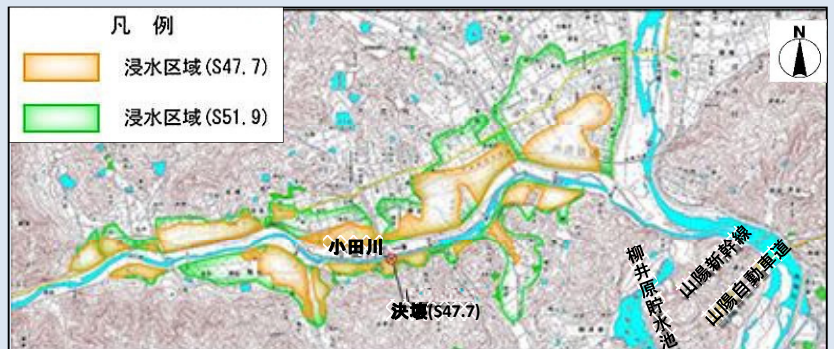 凡 例
浸水区域(S47.7)
浸水区域(S51.9)
N
小田川
決壊(S47.7)
柳井原貯水池
山陽新幹線
山陽自動車道